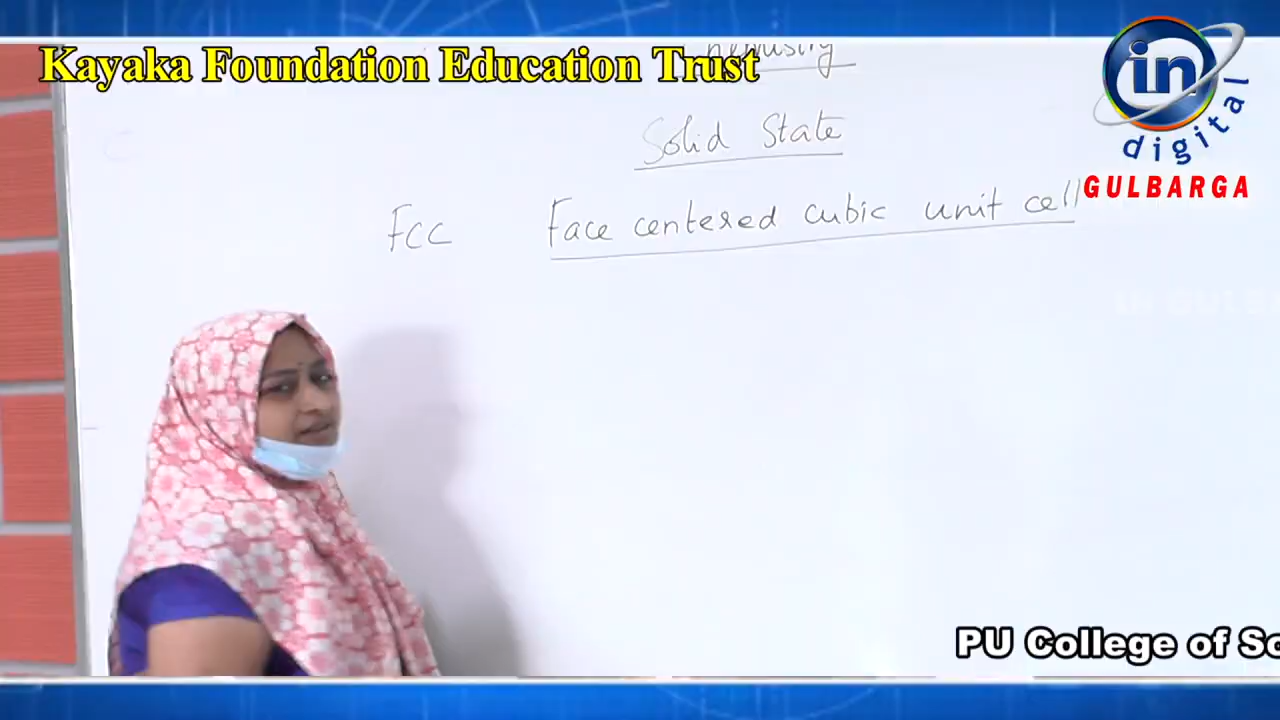 Kayaka Foundation Education Trust
Chemistry
Solid State
FCC Face centered cubic unit cell
in
digital
GULBARGA
PU College of Sc